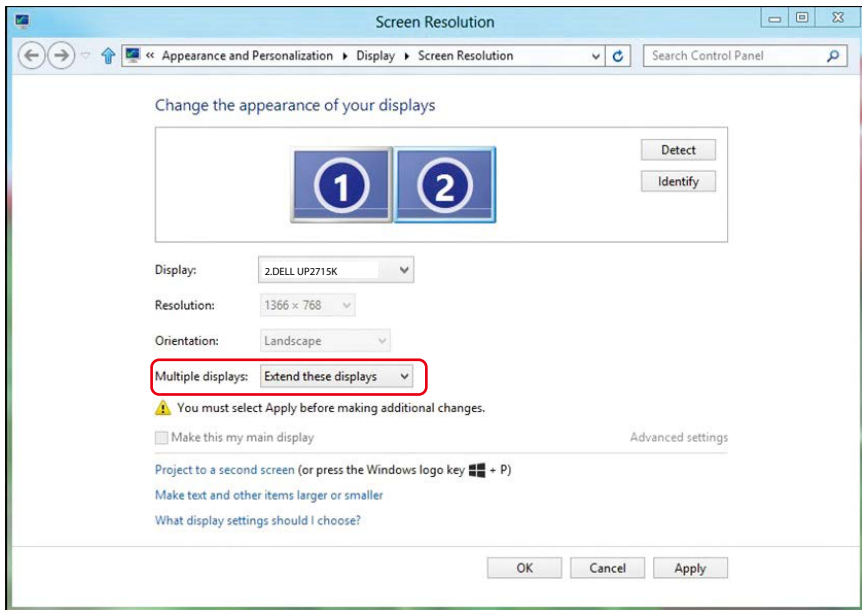 Screen Resolution
« Appearance and Personalization Display Screen Resolution Search Control Panel
Change the appearance of your displays
1 2
Detect
Identify
Display: 2.DELL UP2715K
Resolution: 1366 × 768
Orientation: Landscape
Multiple displays: Extend these displays
You must select Apply before making additional changes.
Make this my main display Advanced settings
Project to a second screen (or press the Windows logo key + P)
Make text and other items larger or smaller
What display settings should I choose?
OK Cancel Apply